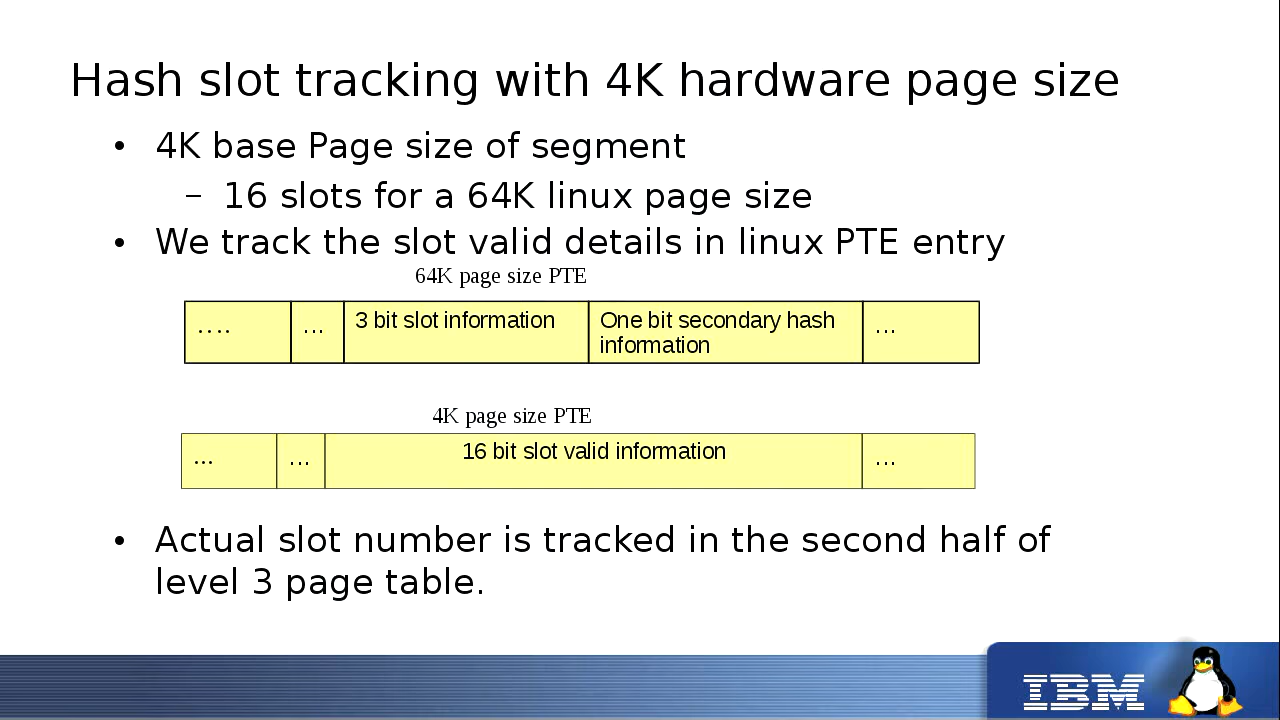 Hash slot tracking with 4K hardware page size
• 4K base Page size of segment
– 16 slots for a 64K linux page size
• We track the slot valid details in linux PTE entry
64K page size PTE
…. … 3 bit slot information One bit secondary hash …
information
4K page size PTE
... … 16 bit slot valid information …
• Actual slot number is tracked in the second half of
level 3 page table.
IBM